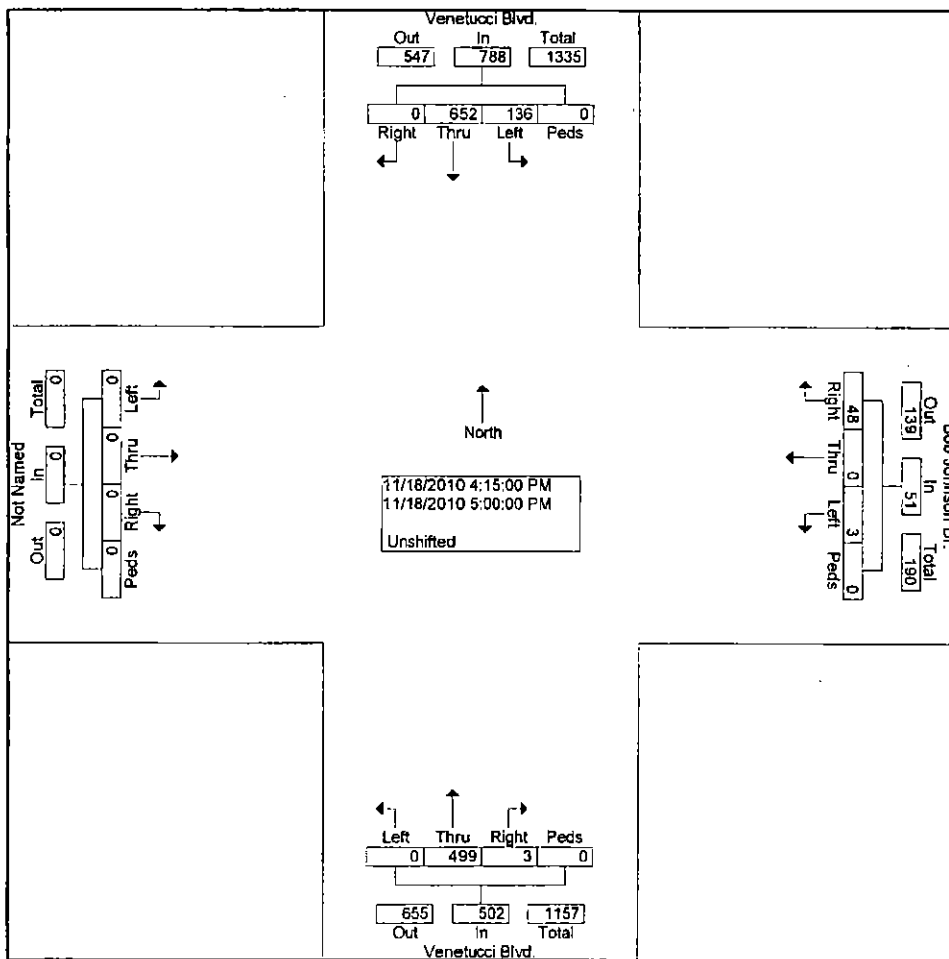 Venetucci Blvd.
Out In Total
547 788 1335
0 652 136 0
Right Thru Left Peds
Not Named
Total In Out
0 0 0
0 0 0 0
Left Thru Right Peds
North
11/18/2010 4:15:00 PM
11/18/2010 5:00:00 PM
Unshifted
Right Thru Left Peds
48 0 3 0
139 51 190
Out In Total
Dr.
Left Thru Right Peds
0 499 3 0
655 502 1157
Out In Total
Venetucci Blvd.